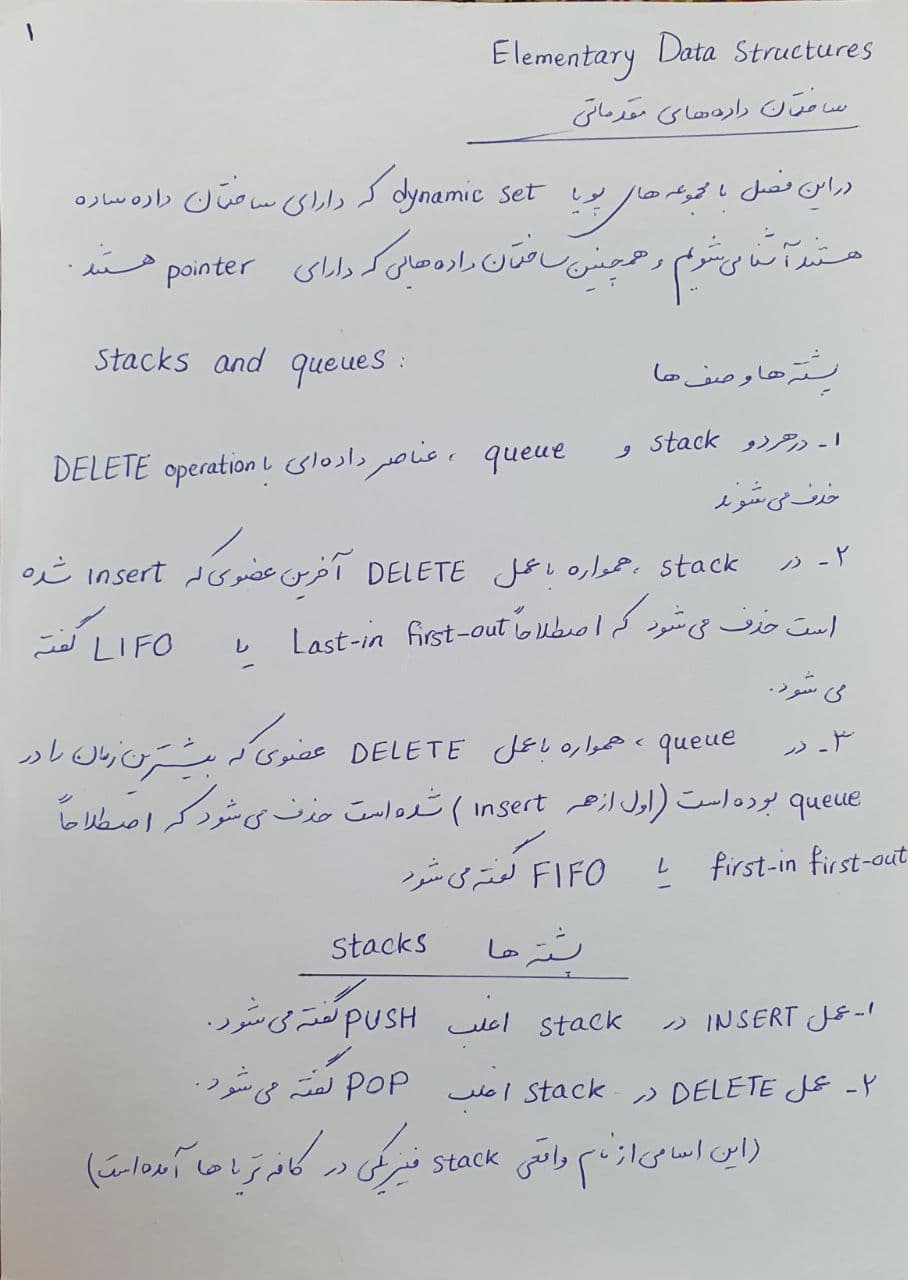 ۱
Elementary Data Structures
ساختمان داده‌های مقدماتی
در این فصل با مجموعه‌های پویا dynamic set که دارای ساختمان داده ساده
هستند آشنا می‌شویم و همچنین ساختمان داده‌هایی که دارای pointer هستند.
پشته‌ها و صف‌ها Stacks and queues :
۱- در هر دو stack و queue ، عناصر داده‌ای با DELETE operation
حذف می‌شوند
۲- در stack ، همواره با عمل DELETE آخرین عضوی که insert شده
است حذف می‌شود که اصطلاحاً Last-in first-out یا LIFO گفته
می شود.
۳- در queue ، همواره با عمل DELETE عضوی که بیشترین زمان را در
queue بوده است (اول از همه insert) شده است حذف می‌شود که اصطلاحاً
first-in first-out یا FIFO گفته می‌شود
پشته ها Stacks
۱- عمل INSERT در stack اغلب PUSH گفته می‌شود.
۲- عمل DELETE در stack اغلب POP گفته می‌شود.
(این اسامی از نام واقعی stack فیزیکی در کافه تریا ها آمده است)